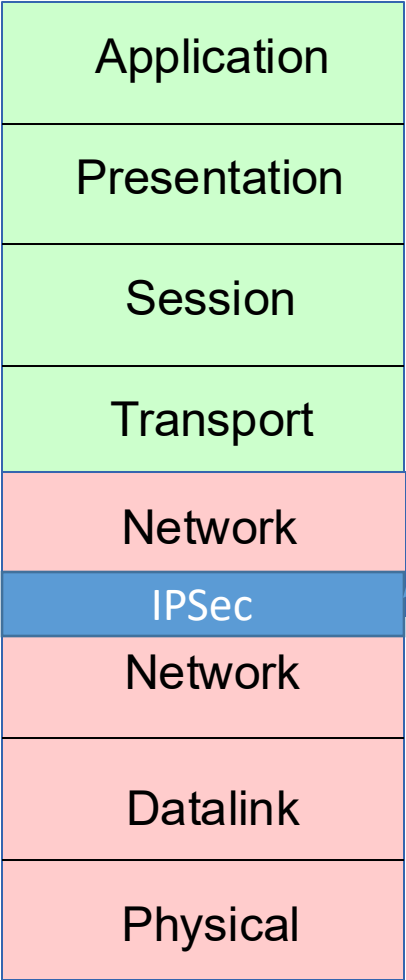 Application
Presentation
Session
Transport
Network
IPSec
Network
Datalink
Physical